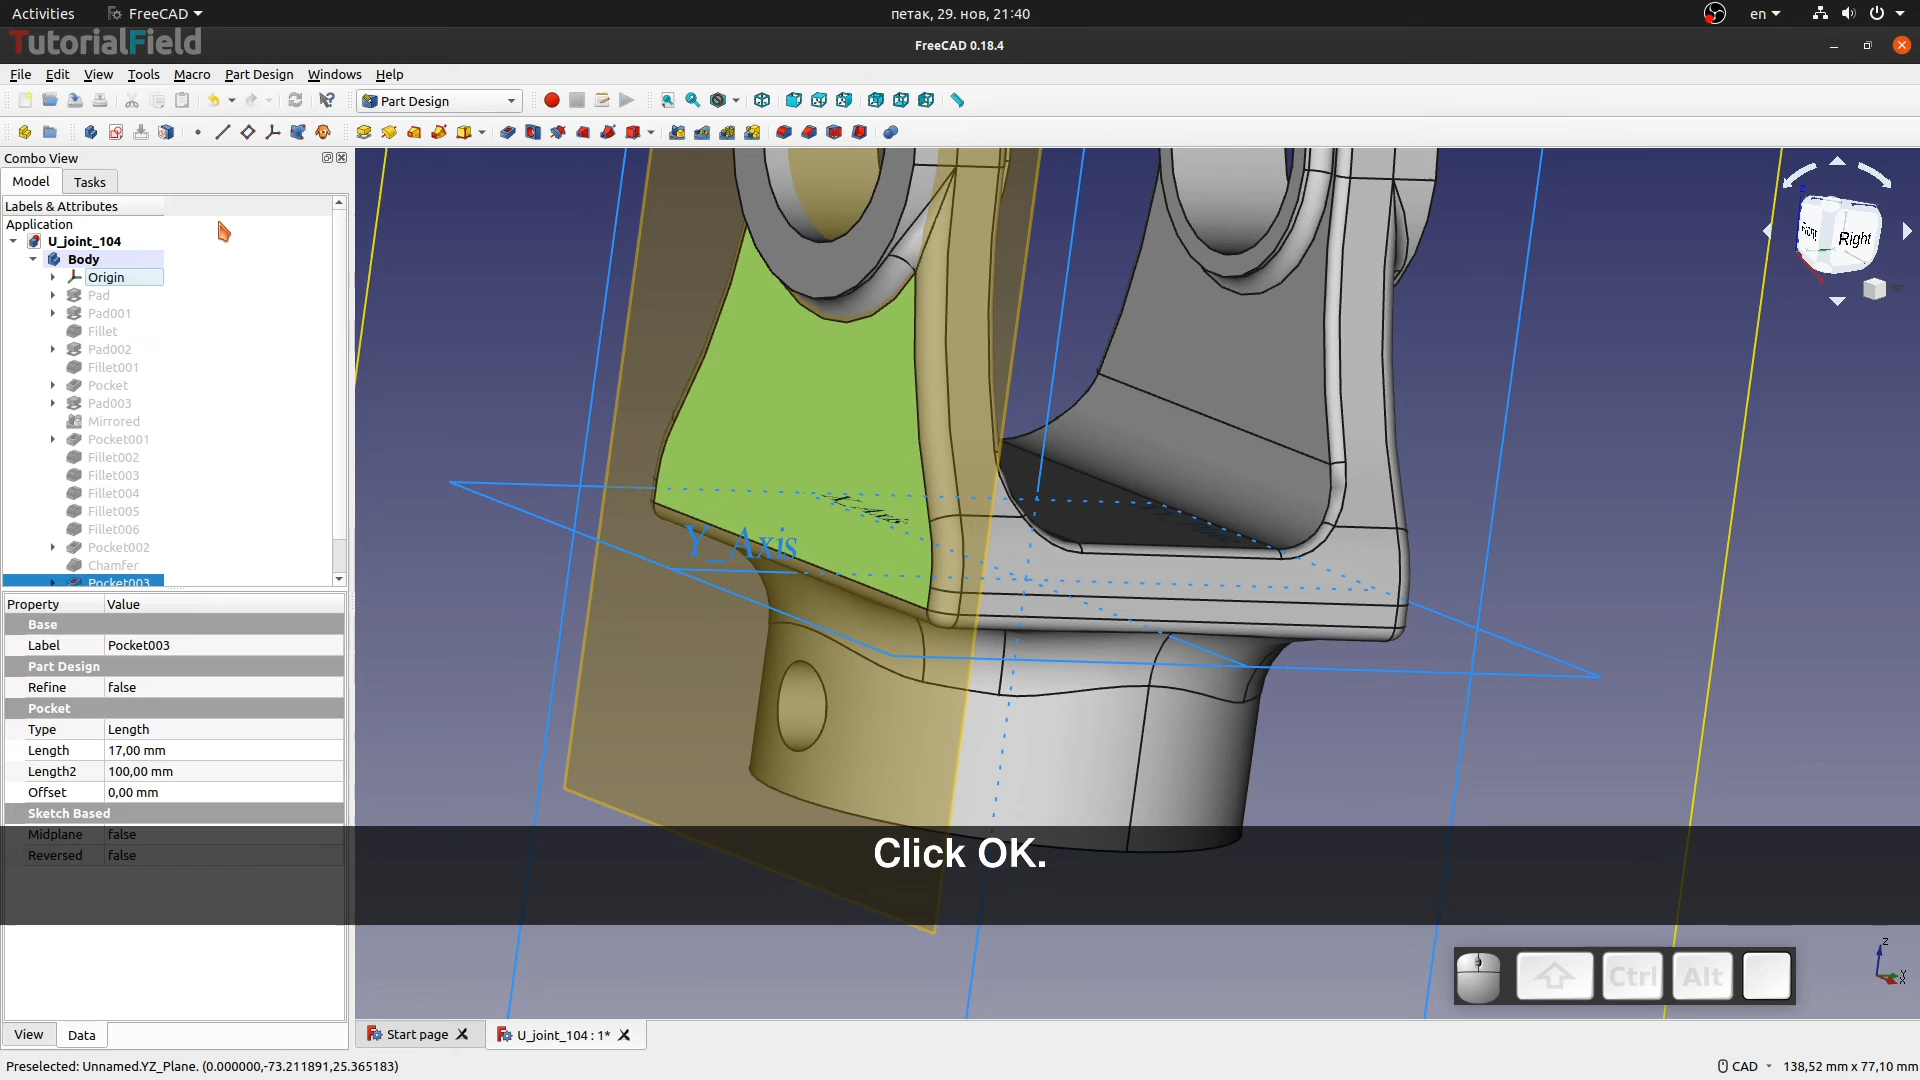 Activities
FreeCAD
петак, 29. нов, 21:40
en
TutorialField
FreeCAD 0.18.4
File Edit View Tools Macro Part Design Windows Help
Part Design
Combo View
Model Tasks
Labels & Attributes
Application
U_joint_104
Body
Origin
Pad
Pad001
Fillet
Pad002
Fillet001
Pocket
Pad003
Mirrored
Pocket001
Fillet002
Fillet003
Fillet004
Fillet005
Fillet006
Pocket002
Chamfer
Pocket003
Property Value
Base
Label Pocket003
Part Design
Refine false
Pocket
Type Length
Length 17,00 mm
Length2 100,00 mm
Offset 0,00 mm
Sketch Based
Midplane false
Reversed false
Y_Axis
Front
Right
Z
Click OK.
Ctrl
Alt
Z
Y
X
View Data
Start page
U_joint_104 : 1*
Preselected: Unnamed.YZ_Plane. (0.000000,-73.211891,25.365183)
CAD
138,52 mm x 77,10 mm